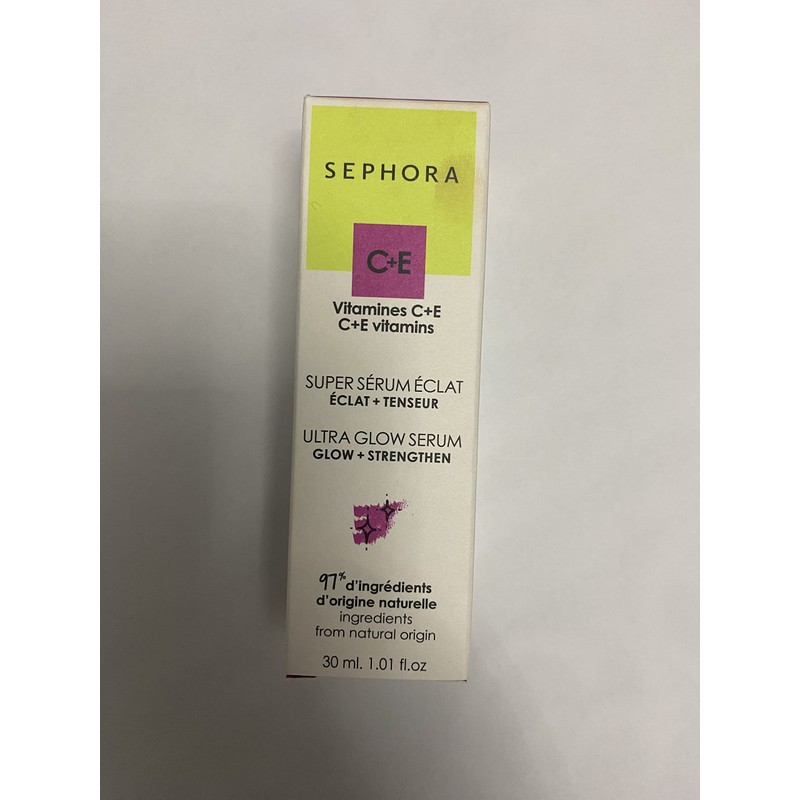 SEPHORA
C+E
Vitamines C+E
C+E vitamins
SUPER SÉRUM ÉCLAT
ÉCLAT + TENSEUR
ULTRA GLOW SERUM
GLOW + STRENGTHEN
97% d'ingrédients
d'origine naturelle
ingredients
from natural origin
30 ml. 1.01 fl.oz